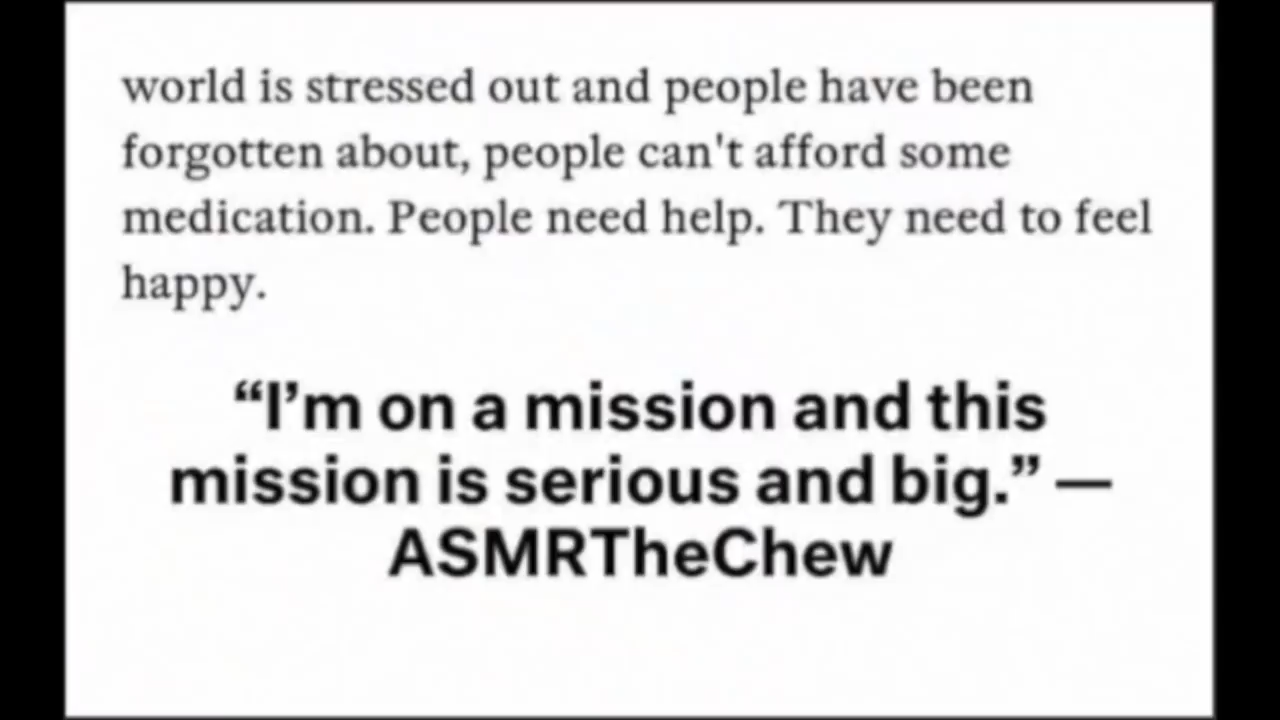 world is stressed out and people have been
forgotten about, people can't afford some
medication. People need help. They need to feel
happy.
“I’m on a mission and this
mission is serious and big.” —
ASMRTheChew